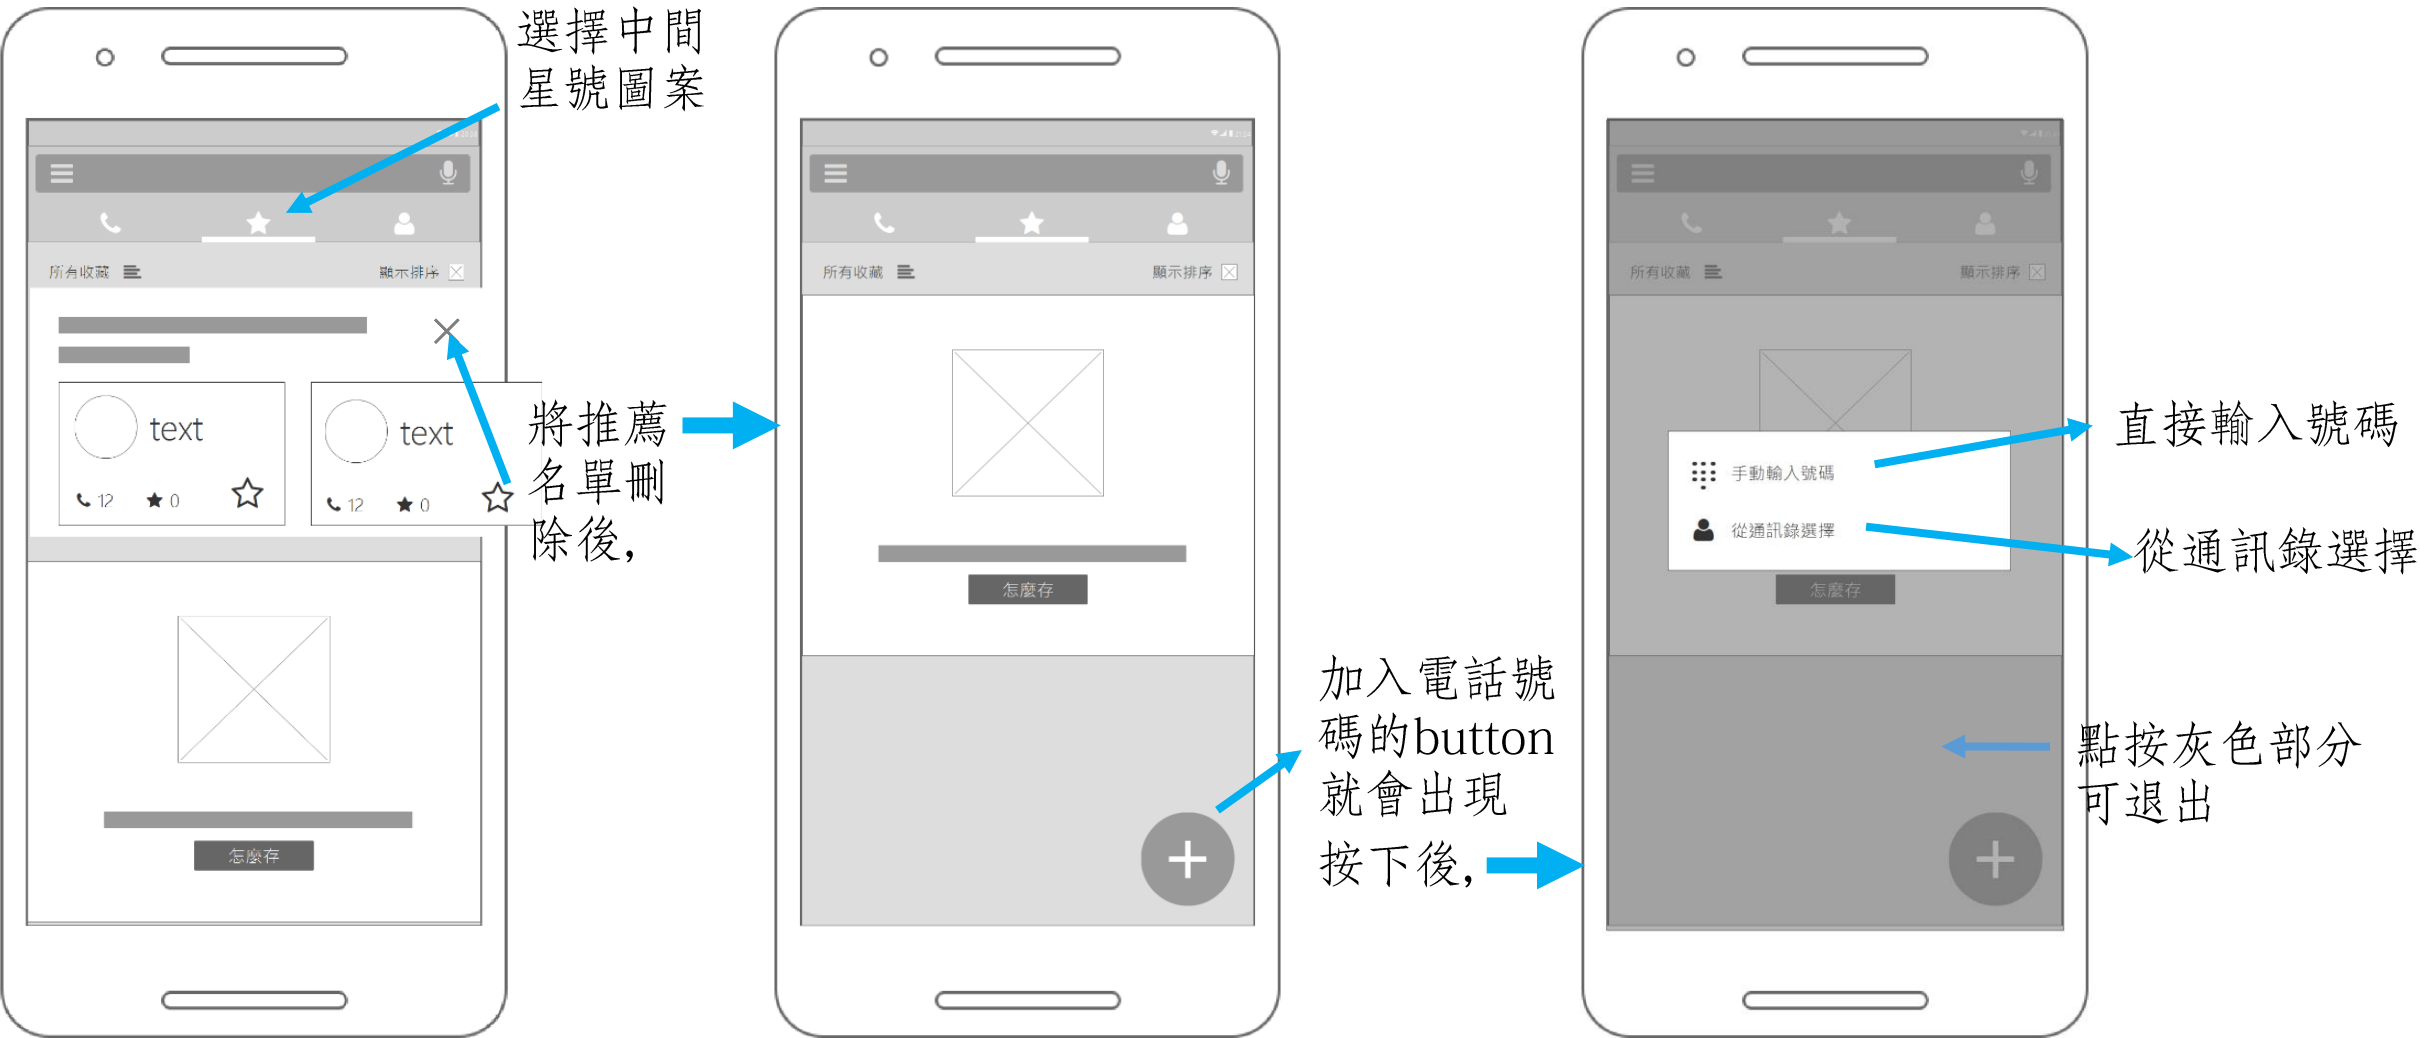 選擇中間
星號圖案
所有收藏
顯示排序
text
12
0
text
12
0
怎麼存
將推薦
名單刪
除後,
21:04
所有收藏
顯示排序
怎麼存
加入電話號
碼的button
就會出現
按下後,
所有收藏
顯示排序
手動輸入號碼
從通訊錄選擇
怎麼存
直接輸入號碼
從通訊錄選擇
點按灰色部分
可退出